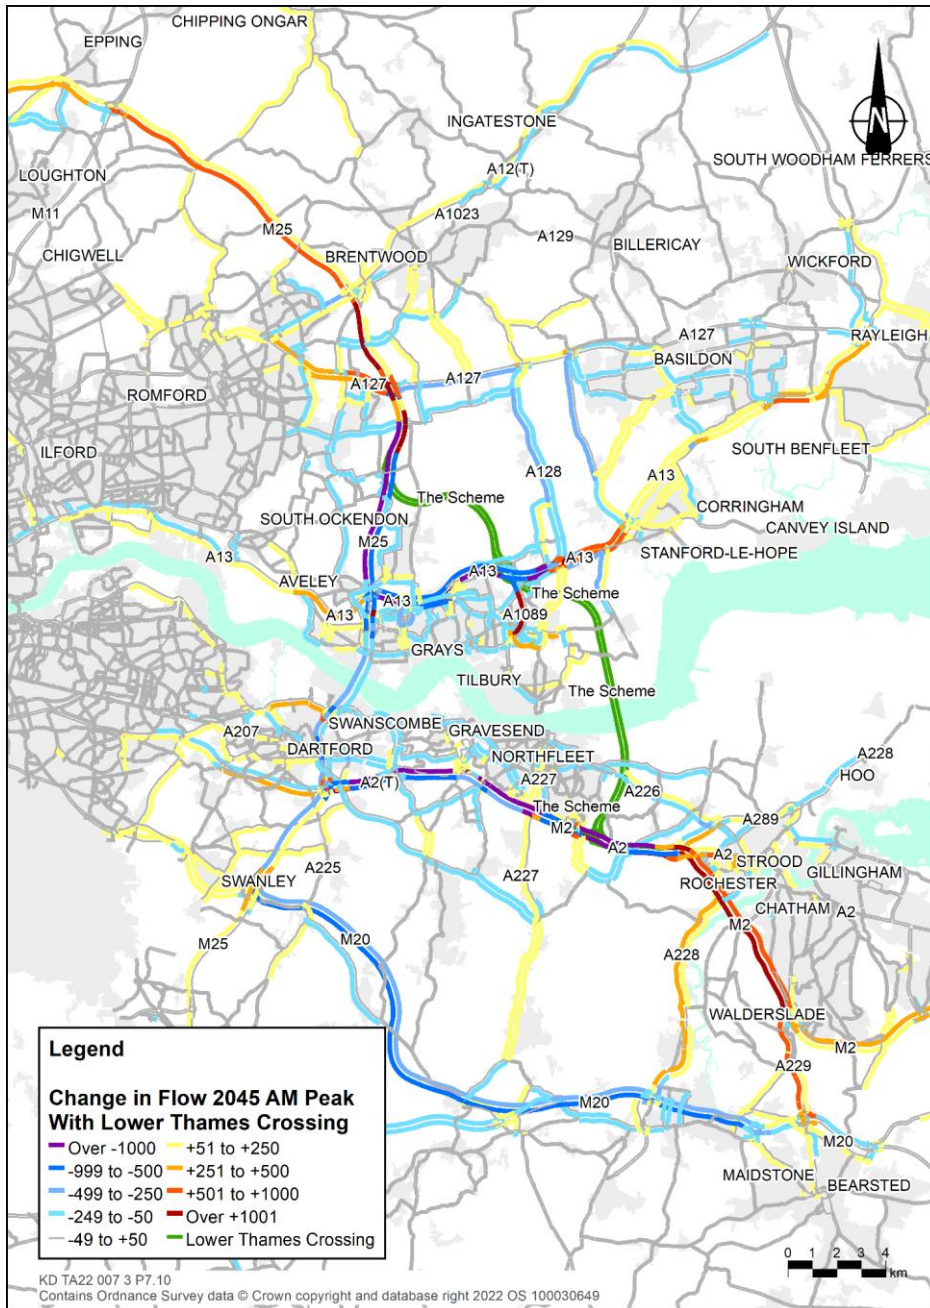 CHIPPING ONGAR
EPPING
N
INGATESTONE
SOUTH WOODHAM FERRERS
A12(T)
LOUGHTON
M11
A1023
M25
A129
BILLERICAY
CHIGWELL
BRENTWOOD
WICKFORD
A127
RAYLEIGH
BASILDON
A127
A127
ROMFORD
SOUTH BENFLEET
ILFORD
A128
A13
The Scheme
CORRINGHAM
SOUTH OCKENDON
CANVEY ISLAND
M25
STANFORD-LE-HOPE
A13
A13
A13
AVELEY
The Scheme
A13
A13
A1089
GRAYS
TILBURY
The Scheme
SWANSCOMBE
A207
GRAVESEND
DARTFORD
NORTHFLEET
A228
HOO
A2(T)
A227
A226
The Scheme
A289
M2
A2
A2
STROOD
A225
GILLINGHAM
A227
SWANLEY
ROCHESTER
CHATHAM
A2
M2
M20
M25
A228
WALDERSLADE
M2
A229
M20
M20
MAIDSTONE
BEARSTED
Legend
Change in Flow 2045 AM Peak
With Lower Thames Crossing
Over -1000
+51 to +250
-999 to -500
+251 to +500
-499 to -250
+501 to +1000
-249 to -50
Over +1001
-49 to +50
Lower Thames Crossing
0 1 2 3 4
km
KD TA22 007 3 P7.10
Contains Ordnance Survey data © Crown copyright and database right 2022 OS 100030649